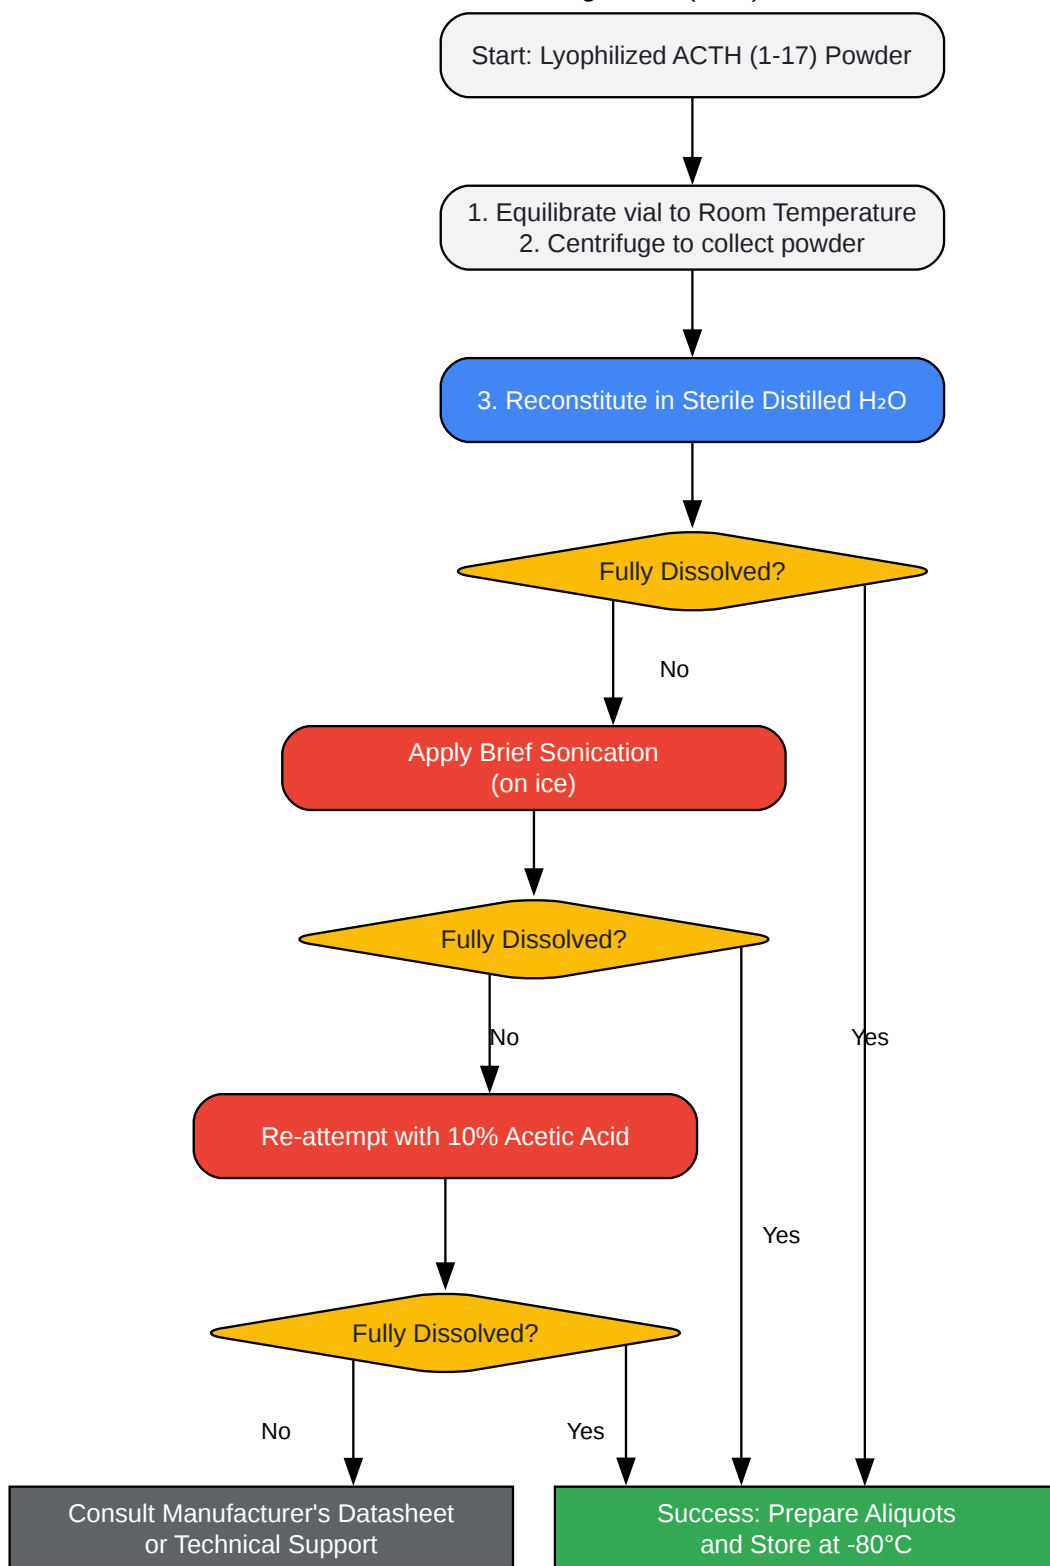 Start: Lyophilized ACTH (1-17) Powder
1. Equilibrate vial to Room Temperature
2. Centrifuge to collect powder
3. Reconstitute in Sterile Distilled H₂O
Fully Dissolved?
No
Apply Brief Sonication
(on ice)
Fully Dissolved?
No
Yes
Re-attempt with 10% Acetic Acid
Yes
Fully Dissolved?
No
Yes
Consult Manufacturer's Datasheet
or Technical Support
Success: Prepare Aliquots
and Store at -80°C